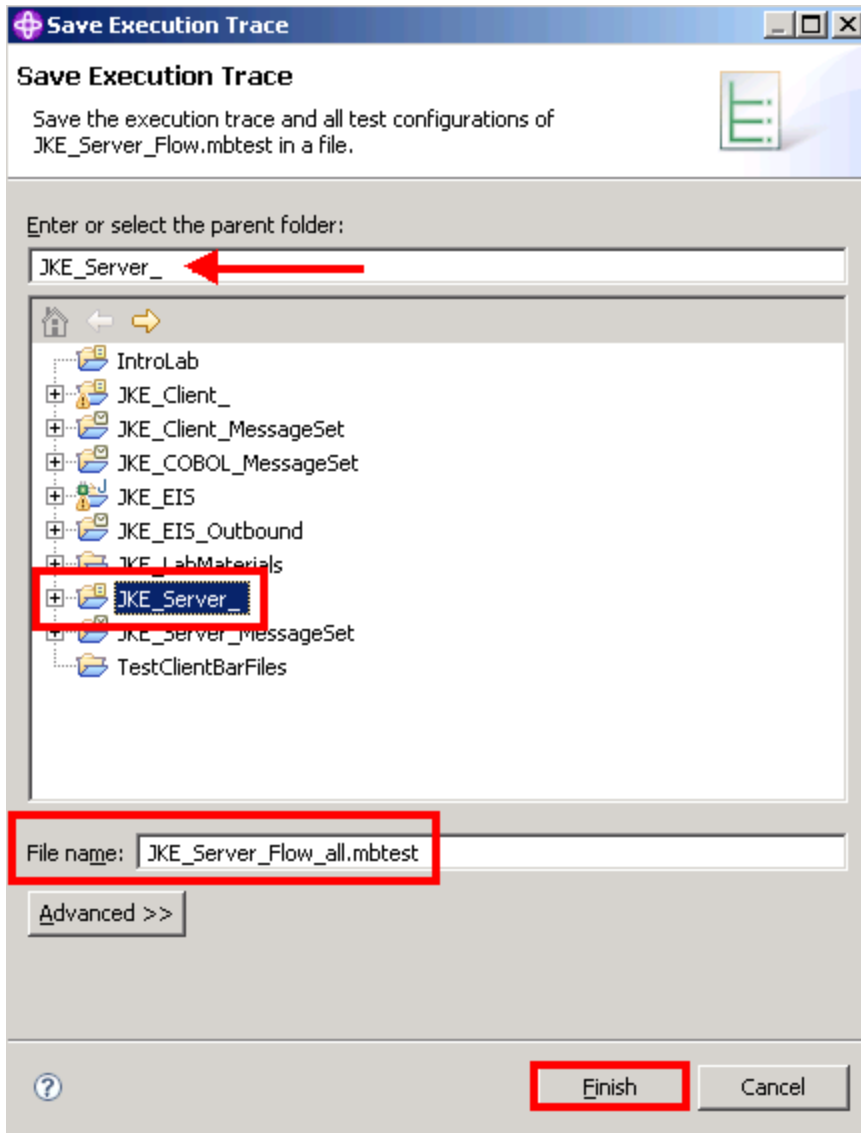 Save Execution Trace
Save Execution Trace
Save the execution trace and all test configurations of
JKE_Server_Flow.mbtest in a file.
Enter or select the parent folder:
JKE_Server_
IntroLab
JKE_Client_
JKE_Client_MessageSet
JKE_COBOL_MessageSet
JKE_EIS
JKE_EIS_Outbound
JKE_LabMaterials
JKE_Server_
JKE_Server_MessageSet
TestClientBarFiles
File name: JKE_Server_Flow_all.mbtest
Advanced >>
? Finish Cancel